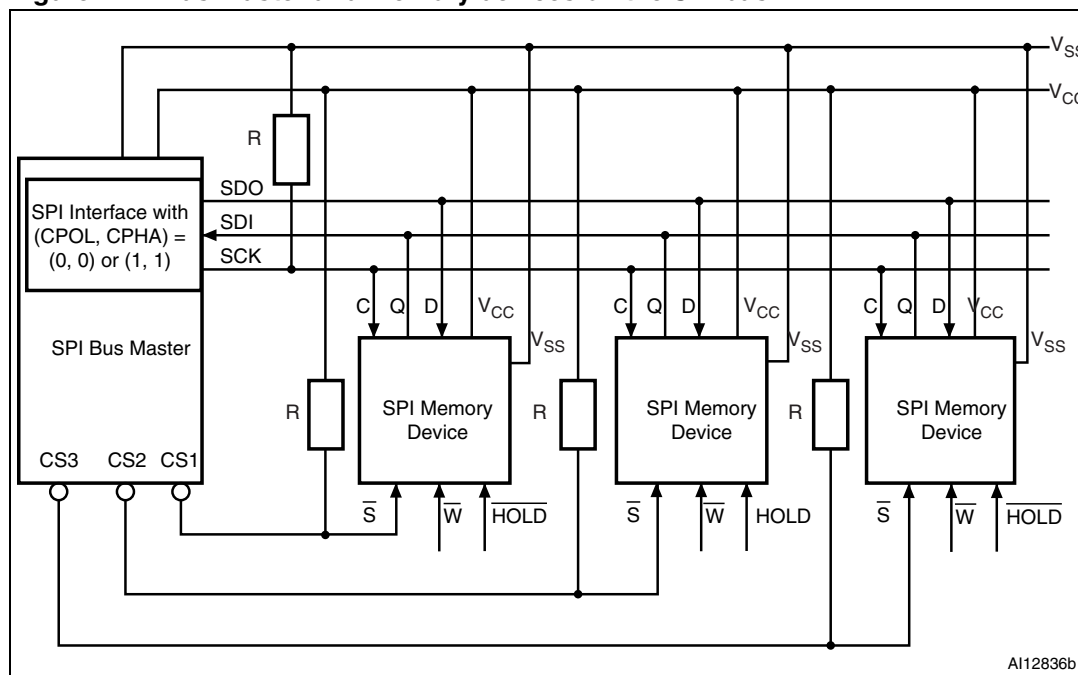 V_SS
V_CC
R
SDO
SDI
SCK
SPI Interface with
(CPOL, CPHA) =
(0, 0) or (1, 1)
SPI Bus Master
CS3 CS2 CS1
C Q D V_CC V_SS
C Q D V_CC V_SS
C Q D V_CC V_SS
R
SPI Memory
Device
R
SPI Memory
Device
R
SPI Memory
Device
S̅ W̅ H̅O̅L̅D̅
S̅ W̅ HOLD
S̅ W̅ H̅O̅L̅D̅
AI12836b